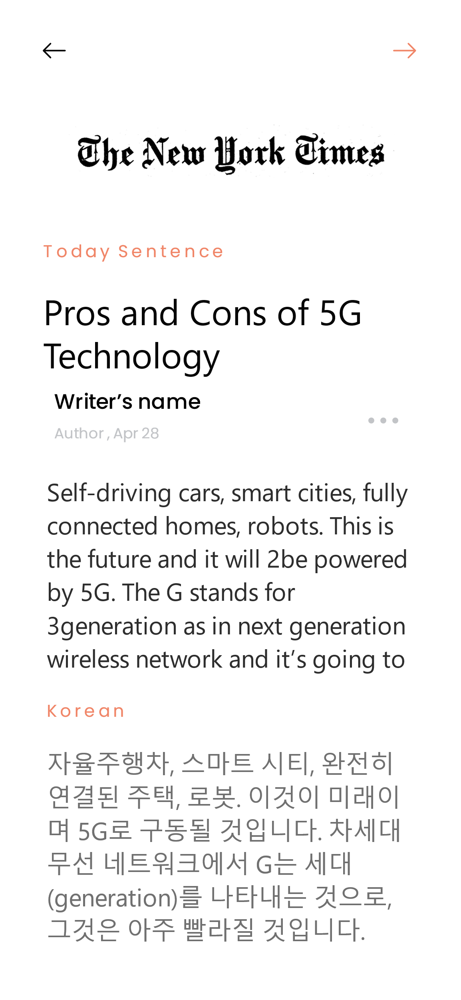 The New York Times
Today Sentence
Pros and Cons of 5G
Technology
Writer’s name
Author , Apr 28
Self-driving cars, smart cities, fully
connected homes, robots. This is
the future and it will 2be powered
by 5G. The G stands for
3generation as in next generation
wireless network and it’s going to
Korean
자율주행차, 스마트 시티, 완전히
연결된 주택, 로봇. 이것이 미래이
며 5G로 구동될 것입니다. 차세대
무선 네트워크에서 G는 세대
(generation)를 나타내는 것으로,
그것은 아주 빨라질 것입니다.